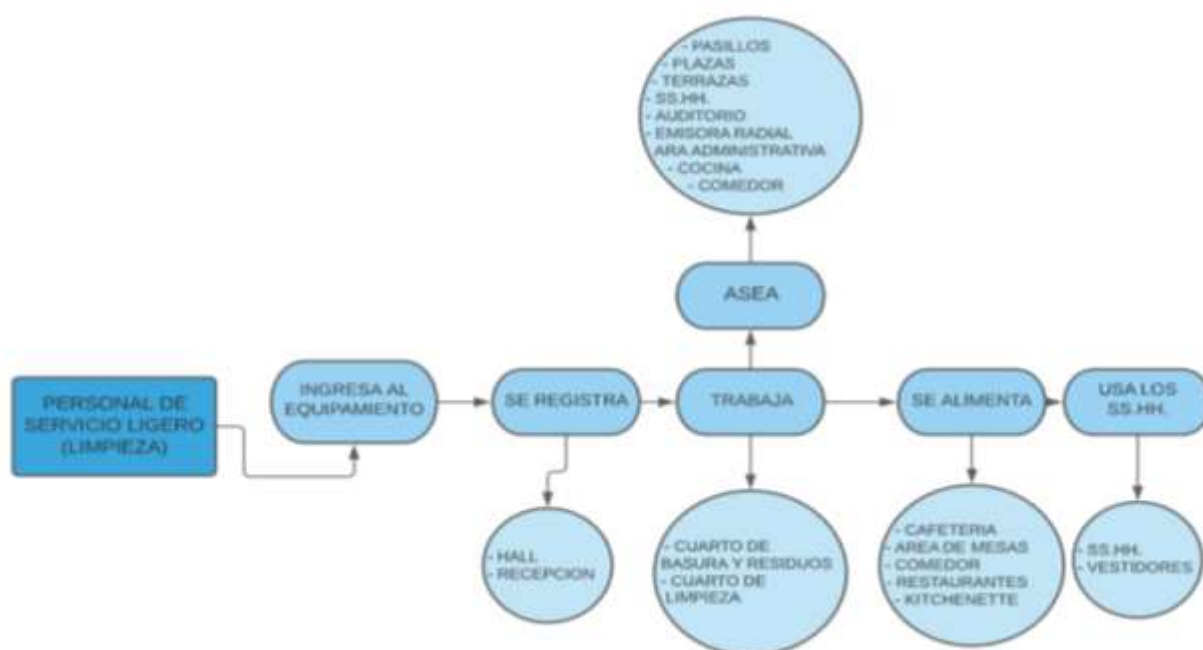 - PASILLOS
- PLAZAS
- TERRAZAS
- SS.HH.
- AUDITORIO
- EMISORA RADIAL
ARA ADMINISTRATIVA
- COCINA
- COMEDOR
ASEA
PERSONAL DE
SERVICIO LIGERO
(LIMPIEZA)
INGRESA AL
EQUIPAMIENTO
SE REGISTRA
TRABAJA
SE ALIMENTA
USA LOS
SS.HH.
- HALL
- RECEPCION
- CUARTO DE
BASURA Y RESIDUOS
- CUARTO DE
LIMPIEZA
- CAFETERIA
- AREA DE MESAS
- COMEDOR
- RESTAURANTES
- KITCHENETTE
- SS.HH.
- VESTIDORES